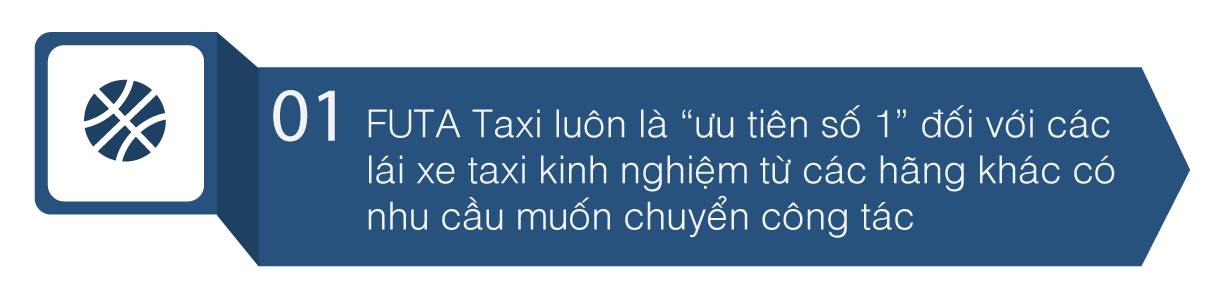 01
FUTA Taxi luôn là “ưu tiên số 1” đối với các
lái xe taxi kinh nghiệm từ các hãng khác có
nhu cầu muốn chuyển công tác